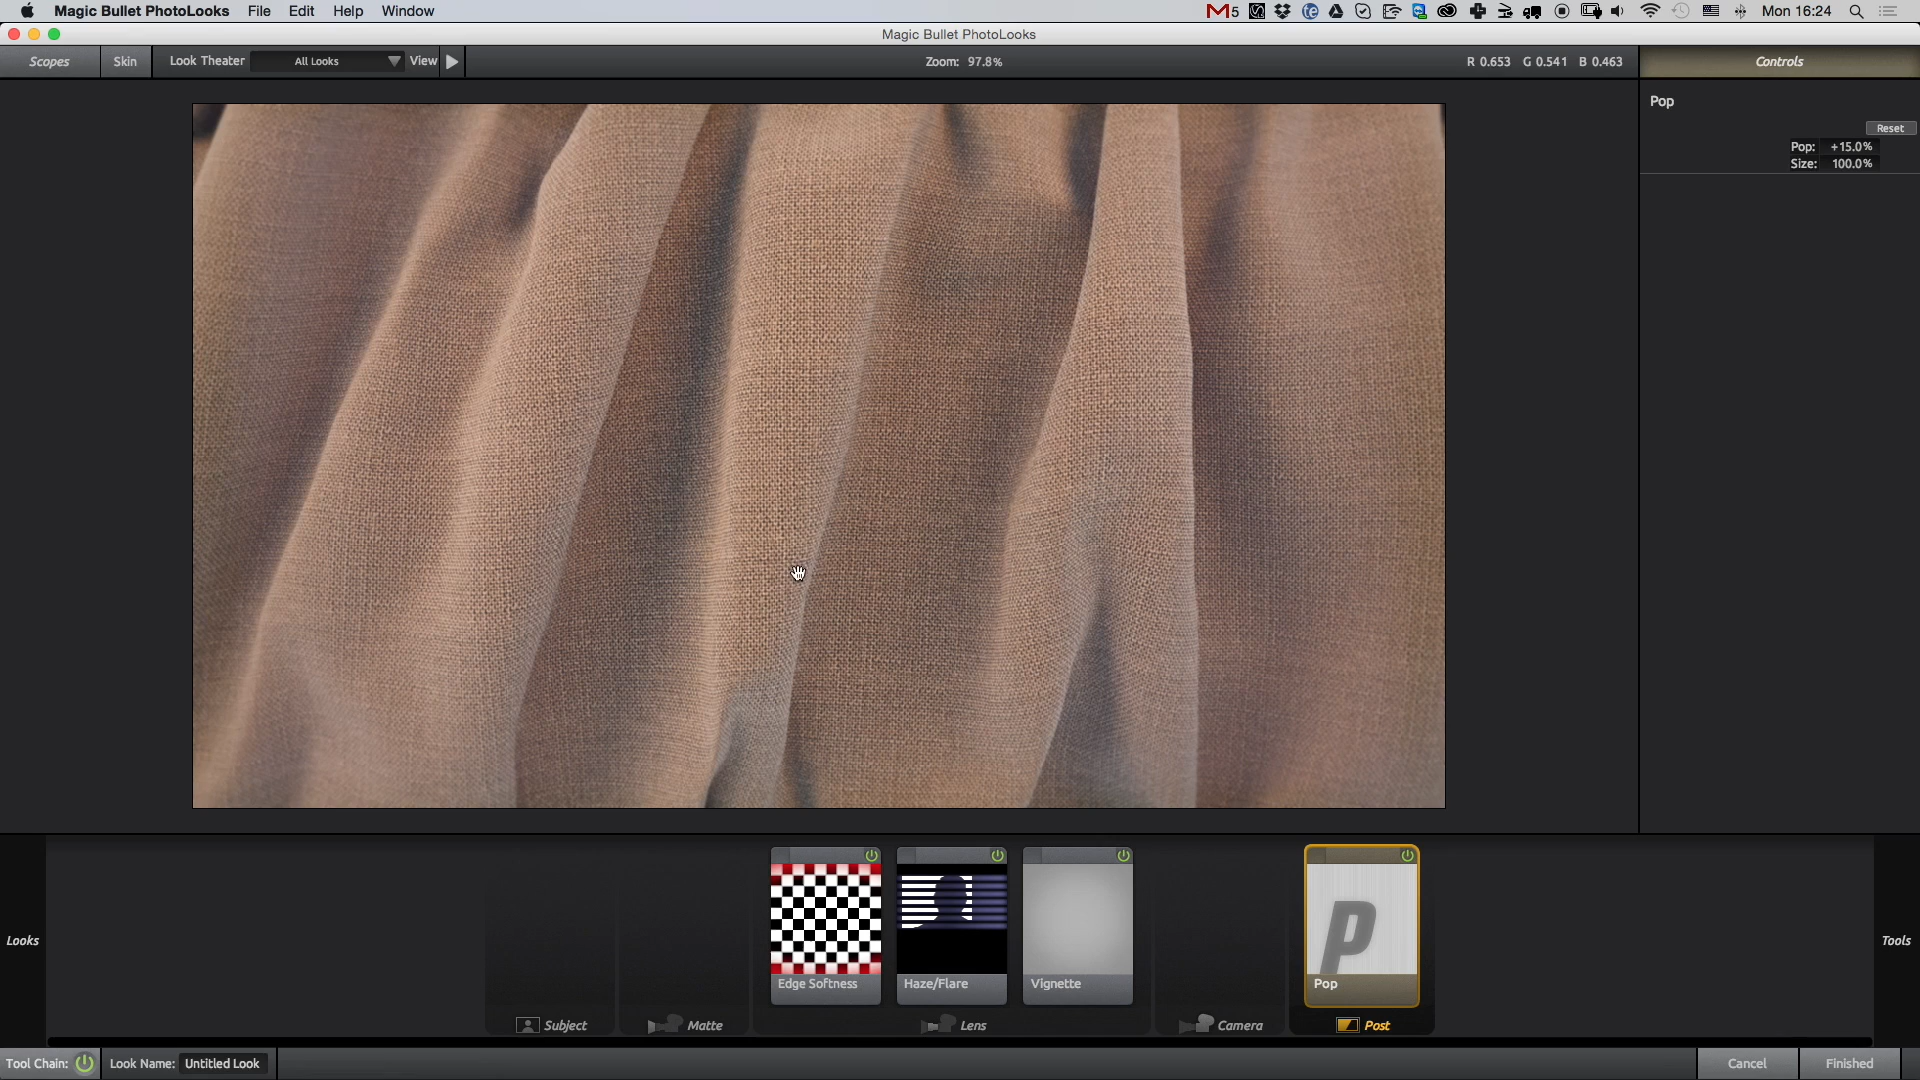 Magic Bullet PhotoLooks File Edit Help Window 5 Mon 16:24
Magic Bullet PhotoLooks
Scopes Skin Look Theater All Looks View Zoom: 97.8% R 0.653 G 0.541 B 0.463 Controls
Pop
Reset
Pop: +15.0%
Size: 100.0%
P
Edge Softness Haze/Flare Vignette Pop
Looks Tools
Subject Matte Lens Camera Post
Tool Chain: Look Name: Untitled Look Cancel Finished